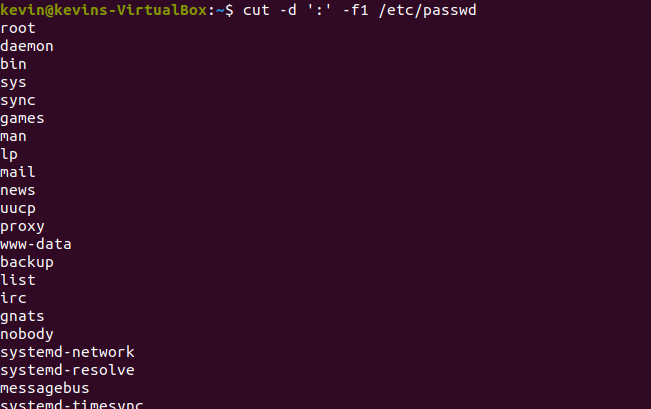 kevin@kevins-VirtualBox:~$ cut -d ':' -f1 /etc/passwd
root
daemon
bin
sys
sync
games
man
lp
mail
news
uucp
proxy
www-data
backup
list
irc
gnats
nobody
systemd-network
systemd-resolve
messagebus
systemd-timesync